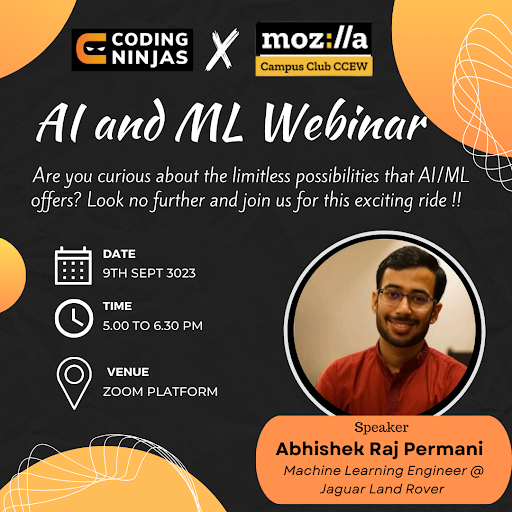 CODING
NINJAS
X
moz://a
Campus Club CCEW
AI and ML Webinar
Are you curious about the limitless possibilities that AI/ML
offers? Look no further and join us for this exciting ride !!
DATE
9TH SEPT 3023
TIME
5.00 TO 6.30 PM
VENUE
ZOOM PLATFORM
Speaker
Abhishek Raj Permani
Machine Learning Engineer @
Jaguar Land Rover